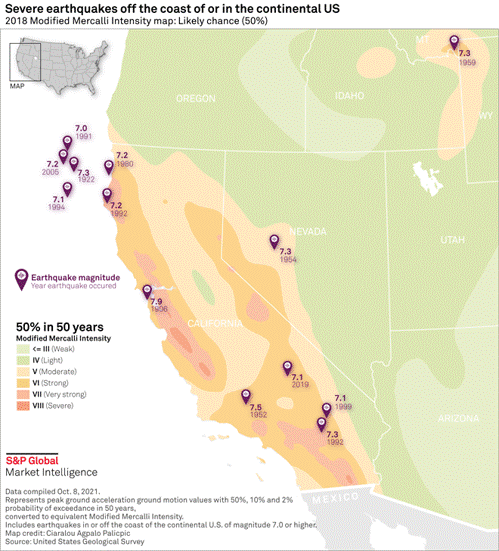 Severe earthquakes off the coast of or in the continental US
2018 Modified Mercalli Intensity map: Likely chance (50%)
MAP
MT
7.3
1959
WY
OREGON
IDAHO
7.0
1991
7.2
2005
7.3
1922
7.2
1980
7.1
1994
7.2
1992
NEVADA
7.3
1954
UTAH
Earthquake magnitude
Year earthquake occured
7.9
1906
CALIFORNIA
50% in 50 years
Modified Mercalli Intensity
<= III (Weak)
IV (Light)
V (Moderate)
VI (Strong)
VII (Very strong)
VIII (Severe)
7.1
2019
7.5
1952
7.1
1999
7.3
1992
ARIZONA
MEXICO
S&P Global
Market Intelligence
Data compiled Oct. 8, 2021.
Represents peak ground acceleration ground motion values with 50%, 10% and 2%
probability of exceedance in 50 years,
converted to equivalent Modified Mercalli Intensity.
Includes earthquakes in or off the coast of the continental U.S. of magnitude 7.0 or higher.
Map credit: Ciaralou Agpalo Palicpic
Source: United States Geological Survey